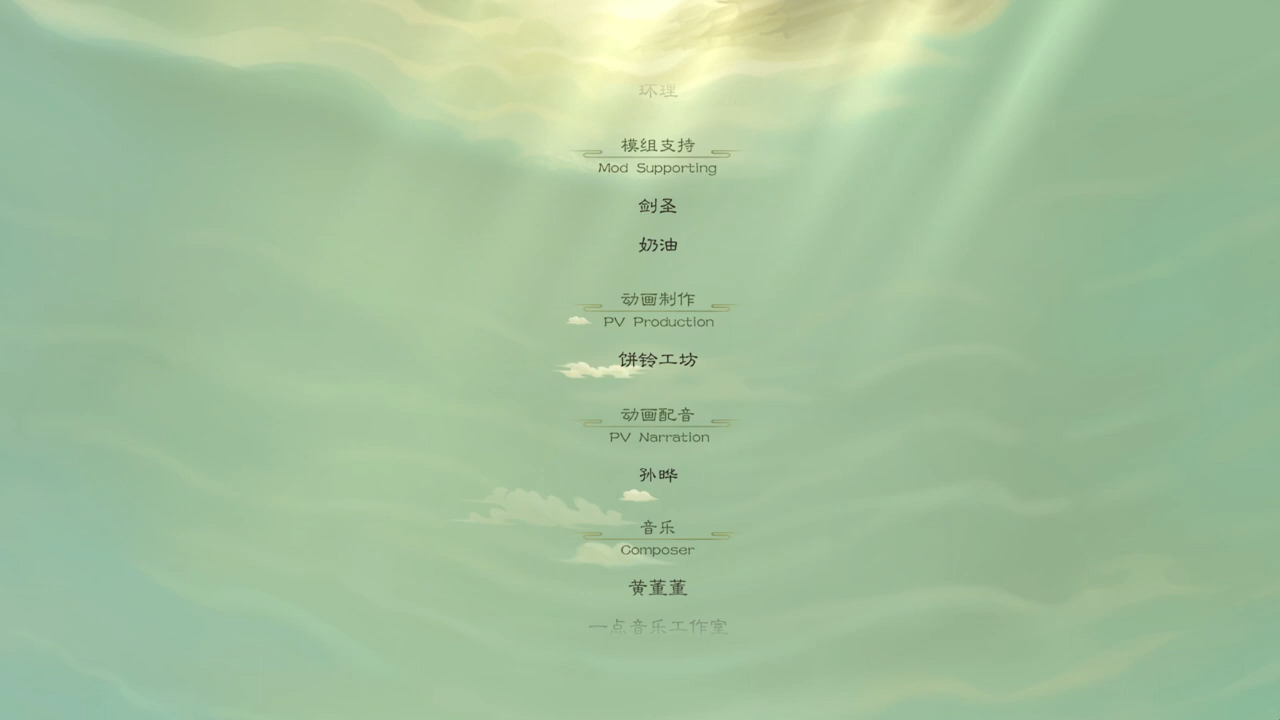 环理
模组支持
Mod Supporting
剑圣
奶油
动画制作
PV Production
饼铃工坊
动画配音
PV Narration
孙晔
音乐
Composer
黄董董
一点音乐工作室